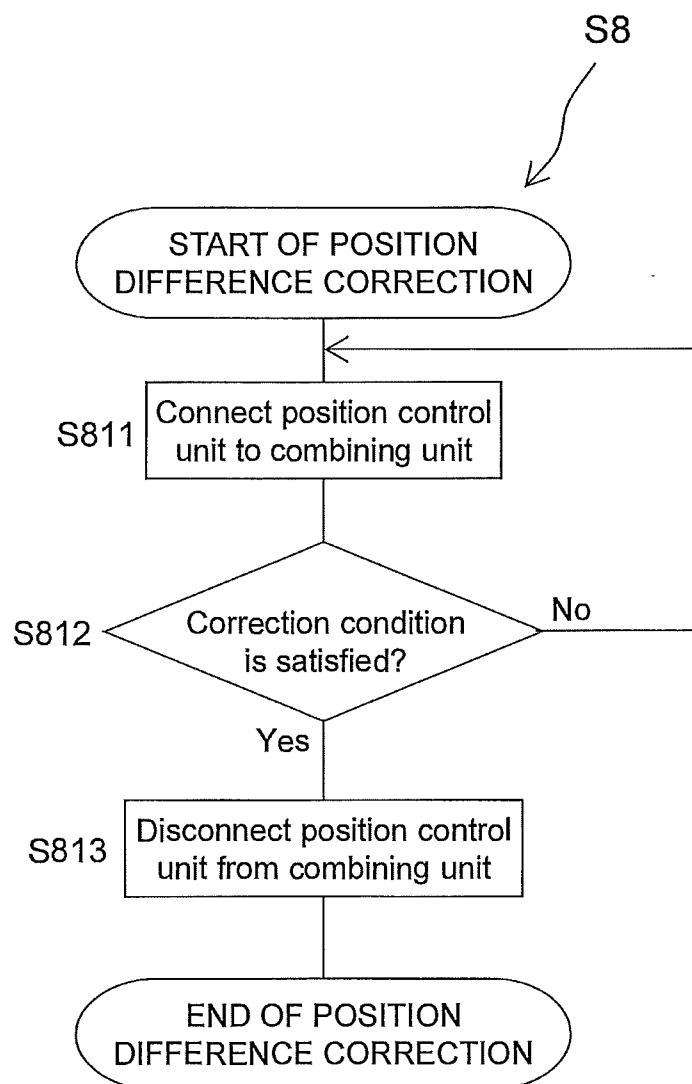 S8
START OF POSITION
DIFFERENCE CORRECTION
S811
Connect position control
unit to combining unit
S812
Correction condition
is satisfied?
No
Yes
S813
Disconnect position control
unit from combining unit
END OF POSITION
DIFFERENCE CORRECTION